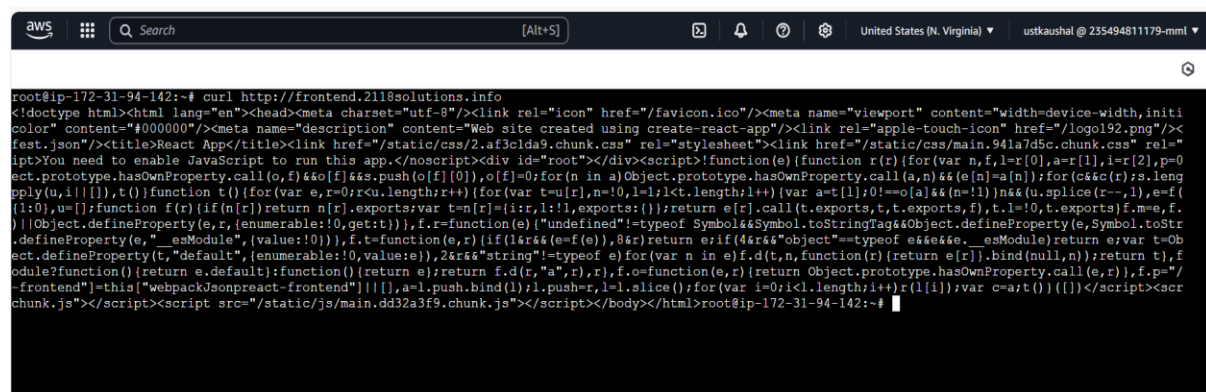 aws
Search [Alt+S] United States (N. Virginia) ▼ ustkaushal @ 235494811179-mml ▼
root@ip-172-31-94-142:~# curl http://frontend.2118solutions.info
<!doctype html><html lang="en"><head><meta charset="utf-8"/><link rel="icon" href="/favicon.ico"/><meta name="viewport" content="width=device-width,initi
color" content="#000000"/><meta name="description" content="Web site created using create-react-app"/><link rel="apple-touch-icon" href="/logo192.png"/><
fest.json"/><title>React App</title><link href="/static/css/2.af3c1da9.chunk.css" rel="stylesheet"><link href="/static/css/main.941a7d5c.chunk.css" rel="
ipt>You need to enable JavaScript to run this app.</noscript><div id="root"></div><script>!function(e){function r(r){for(var n,f,l=r[0],a=r[1],i=r[2],p=0
ect.prototype.hasOwnProperty.call(o,f)&&o[f]&&s.push(o[f][0]),o[f]=0;for(n in a)Object.prototype.hasOwnProperty.call(a,n)&&(e[n]=a[n]);for(c&&c(r);s.leng
pply(u,i||[]),t()}function t(){for(var e,r=0;r<u.length;r++){for(var t=u[r],n=!0,l=1;l<t.length;l++){var a=t[l];0!==o[a]&&(n=!1)}n&&(u.splice(r--,1),e=f(
{1:0},u=[];function f(r){if(n[r])return n[r].exports;var t=n[r]={i:r,l:!1,exports:{}};return e[r].call(t.exports,t,t.exports,f),t.l=!0,t.exports}f.m=e,f.
)||Object.defineProperty(e,r,{enumerable:!0,get:t})},f.r=function(e){"undefined"!=typeof Symbol&&Symbol.toStringTag&&Object.defineProperty(e,Symbol.toStr
.defineProperty(e,"__esModule",{value:!0})},f.t=function(e,r){if(1&r&&(e=f(e)),8&r)return e;if(4&r&&"object"==typeof e&&e&&e.__esModule)return e;var t=Ob
ect.defineProperty(t,"default",{enumerable:!0,value:e}),2&r&&"string"!=typeof e)for(var n in e)f.d(t,n,function(r){return e[r]}.bind(null,n));return t},f
odule?function(){return e.default}:function(){return e};return f.d(r,"a",r),r},f.o=function(e,r){return Object.prototype.hasOwnProperty.call(e,r)},f.p="/
-frontend"]=this["webpackJsonpreact-frontend"]||[],a=l.push.bind(l);l.push=r,l=l.slice();for(var i=0;i<l.length;i++)r(l[i]);var c=a;t()}([])</script><scr
chunk.js"></script><script src="/static/js/main.dd32a3f9.chunk.js"></script></body></html>root@ip-172-31-94-142:~#